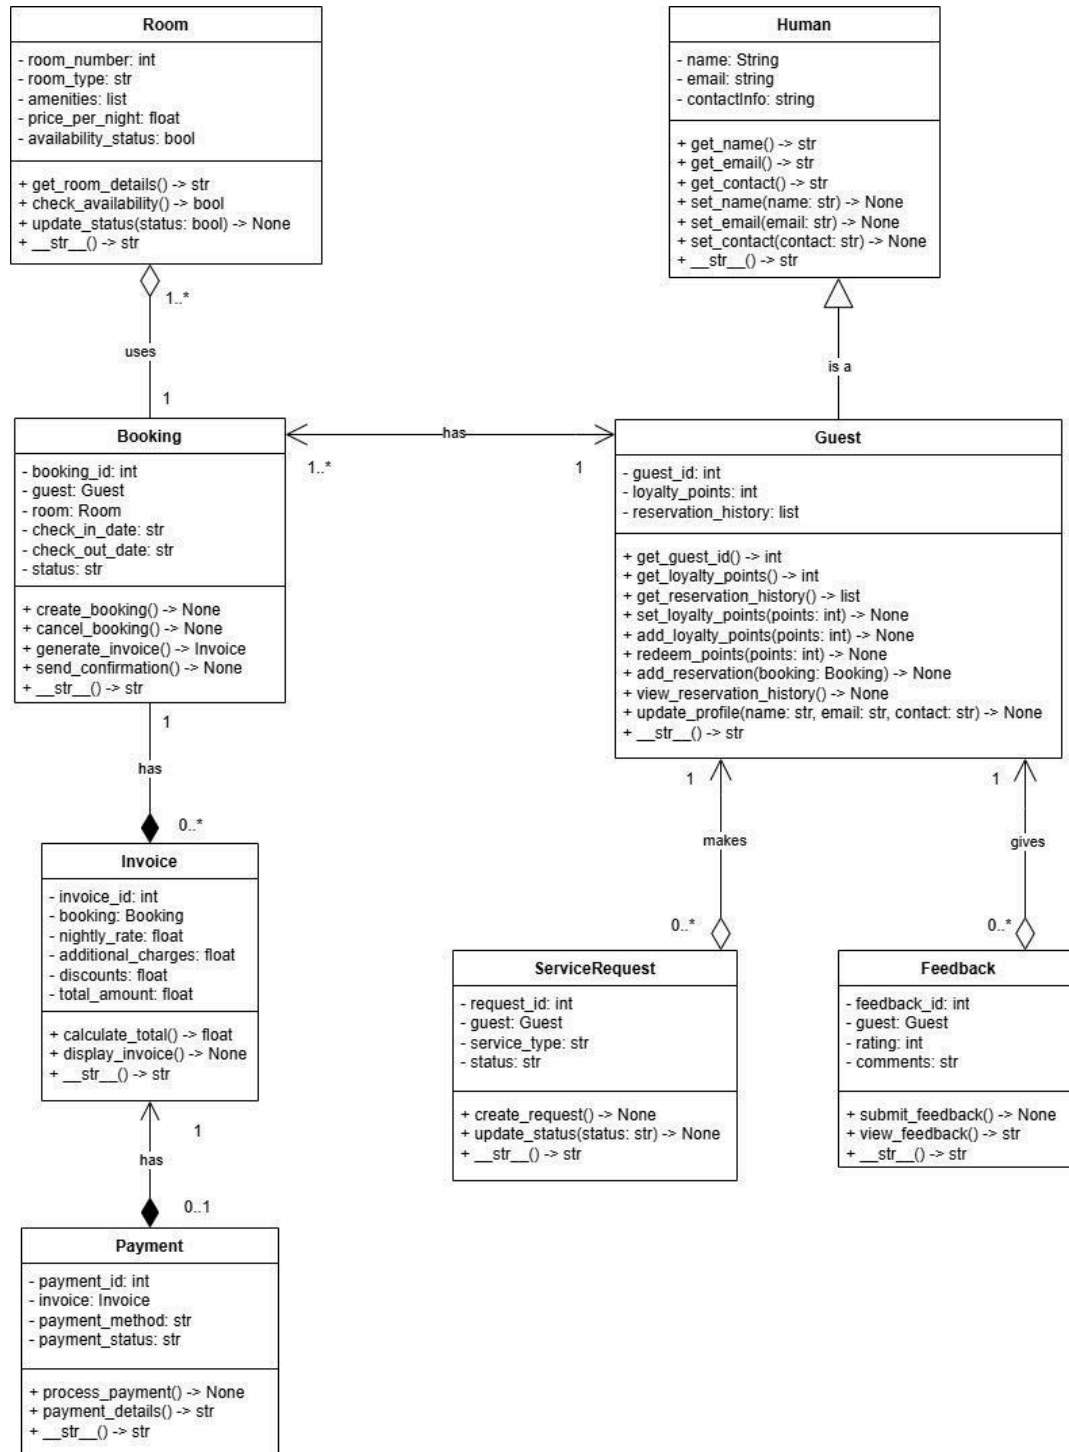 Room
- room_number: int
- room_type: str
- amenities: list
- price_per_night: float
- availability_status: bool
+ get_room_details() -> str
+ check_availability() -> bool
+ update_status(status: bool) -> None
+ __str__() -> str
Human
- name: String
- email: string
- contactInfo: string
+ get_name() -> str
+ get_email() -> str
+ get_contact() -> str
+ set_name(name: str) -> None
+ set_email(email: str) -> None
+ set_contact(contact: str) -> None
+ __str__() -> str
1..*
uses
1
is a
Booking
- booking_id: int
- guest: Guest
- room: Room
- check_in_date: str
- check_out_date: str
- status: str
+ create_booking() -> None
+ cancel_booking() -> None
+ generate_invoice() -> Invoice
+ send_confirmation() -> None
+ __str__() -> str
has
1..*
1
Guest
- guest_id: int
- loyalty_points: int
- reservation_history: list
+ get_guest_id() -> int
+ get_loyalty_points() -> int
+ get_reservation_history() -> list
+ set_loyalty_points(points: int) -> None
+ add_loyalty_points(points: int) -> None
+ redeem_points(points: int) -> None
+ add_reservation(booking: Booking) -> None
+ view_reservation_history() -> None
+ update_profile(name: str, email: str, contact: str) -> None
+ __str__() -> str
1
has
0..*
1
makes
0..*
1
gives
0..*
Invoice
- invoice_id: int
- booking: Booking
- nightly_rate: float
- additional_charges: float
- discounts: float
- total_amount: float
+ calculate_total() -> float
+ display_invoice() -> None
+ __str__() -> str
ServiceRequest
- request_id: int
- guest: Guest
- service_type: str
- status: str
+ create_request() -> None
+ update_status(status: str) -> None
+ __str__() -> str
Feedback
- feedback_id: int
- guest: Guest
- rating: int
- comments: str
+ submit_feedback() -> None
+ view_feedback() -> str
+ __str__() -> str
1
has
0..1
Payment
- payment_id: int
- invoice: Invoice
- payment_method: str
- payment_status: str
+ process_payment() -> None
+ payment_details() -> str
+ __str__() -> str